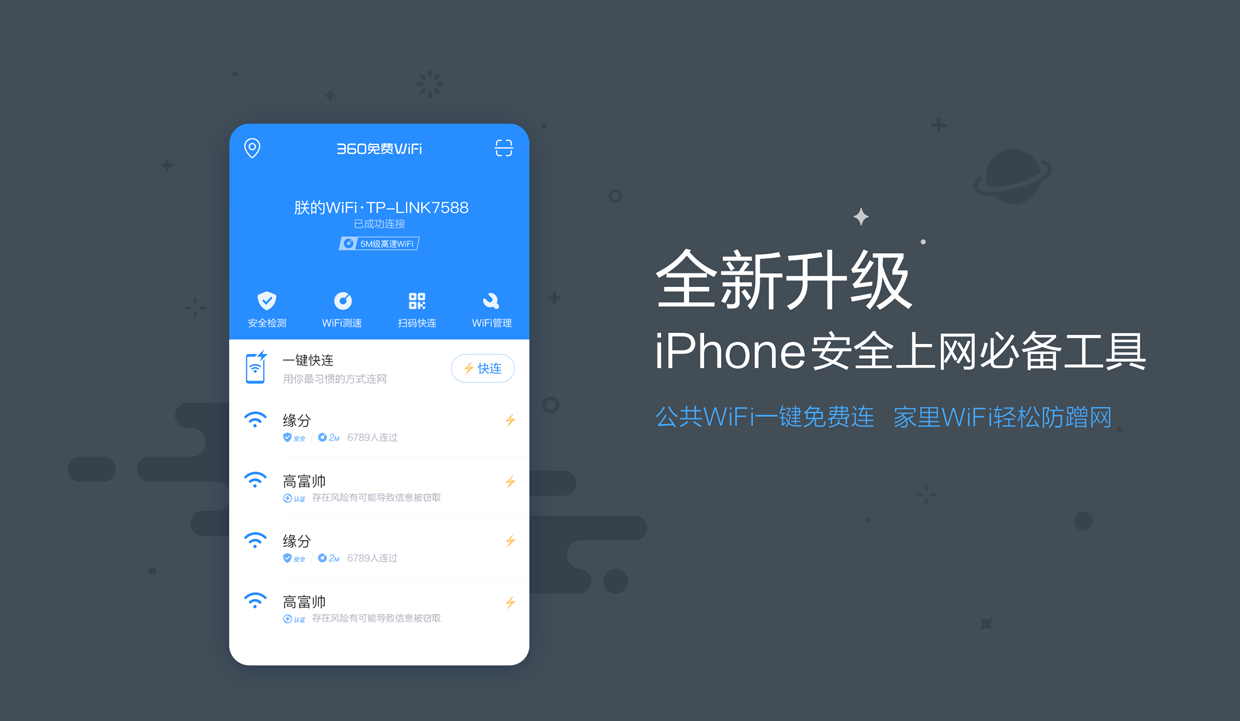 360免费WiFi
朕的WiFi·TP-LINK7588
已成功连接
5M级高速WiFi
安全检测 WiFi测速 扫码快连 WiFi管理
一键快连
用你最习惯的方式连网
快连
缘分
安全 2M 6789人连过
高富帅
认证 存在风险有可能导致信息被窃取
缘分
安全 2M 6789人连过
高富帅
认证 存在风险有可能导致信息被窃取
全新升级
iPhone安全上网必备工具
公共WiFi一键免费连 家里WiFi轻松防蹭网